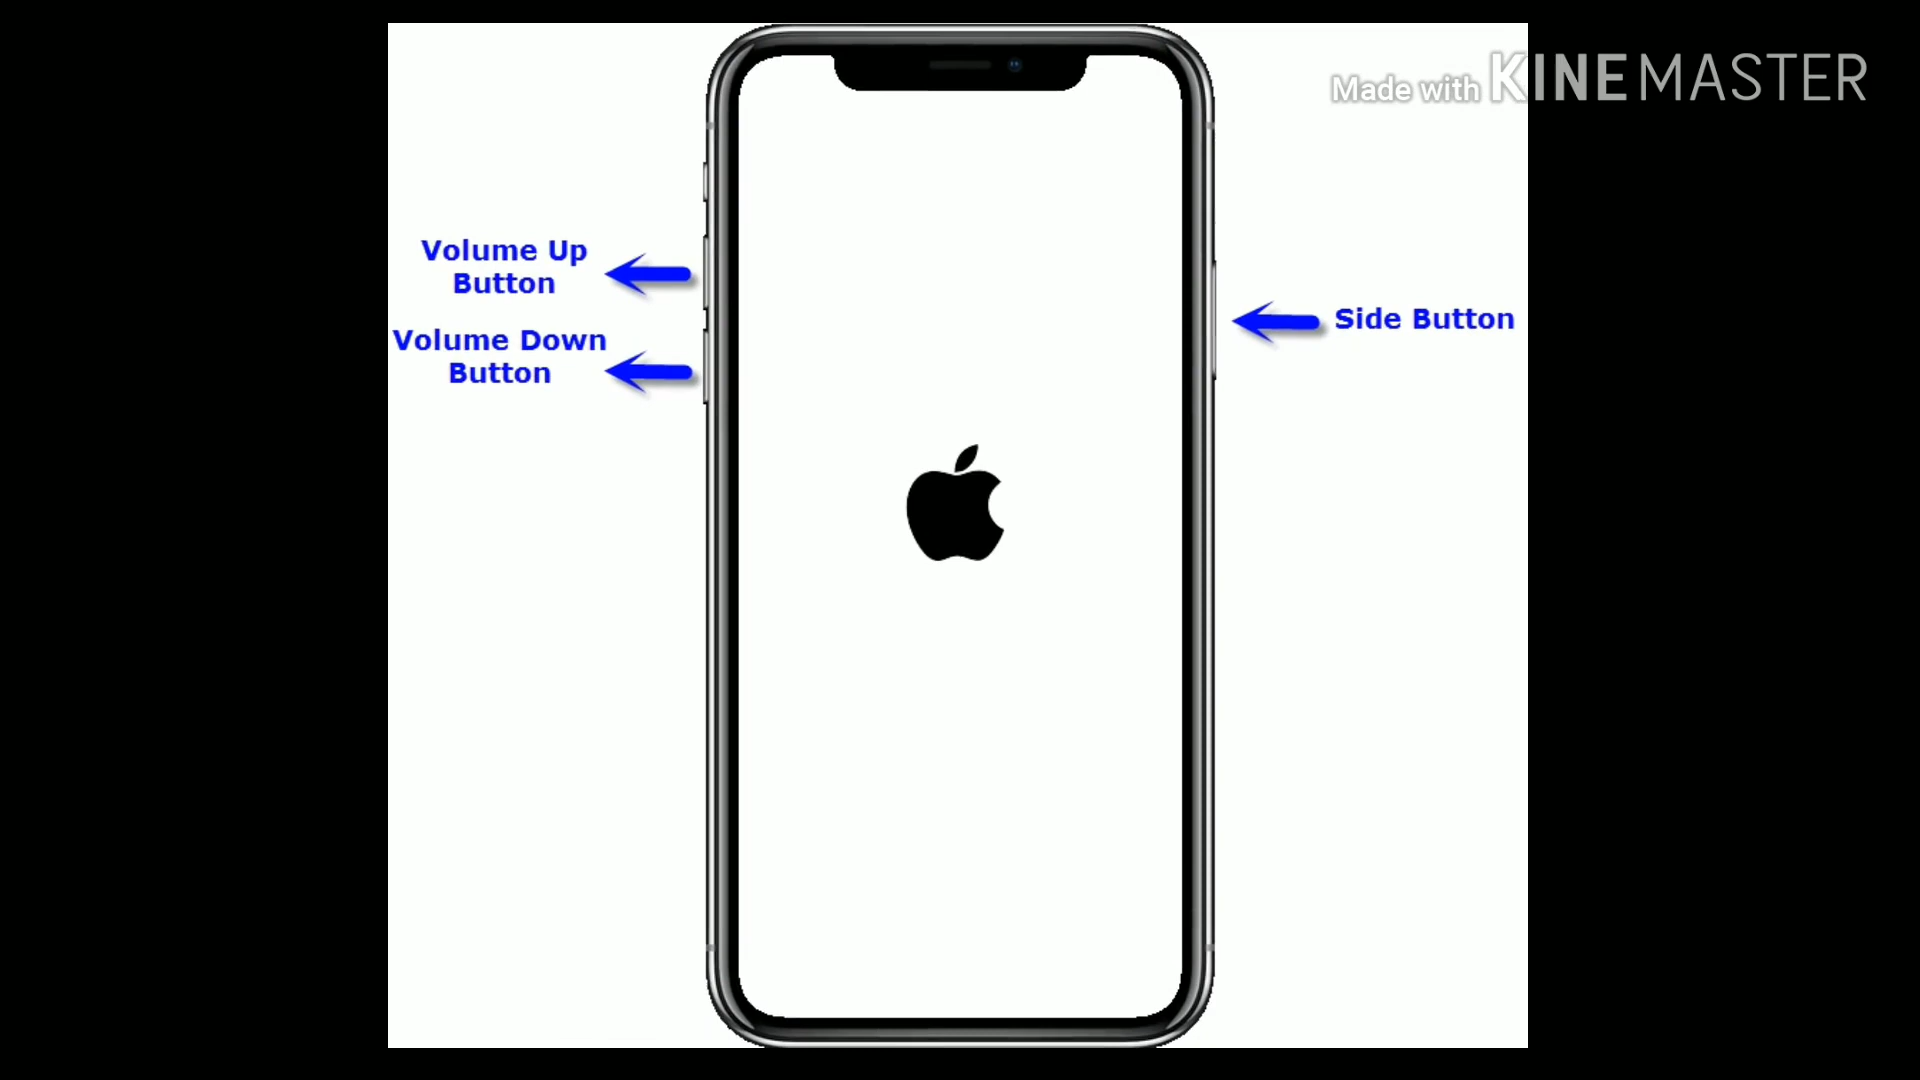 Made with KINEMASTER
Volume Up
Button
Volume Down
Button
Side Button